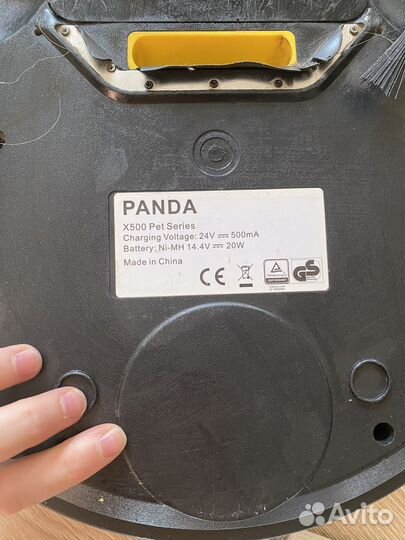 PANDA
X500 Pet Series
Charging Voltage: 24V ⎓ 500mA
Battery: Ni-MH 14.4V ⎓ 20W
Made in China
CE
GS
Avito